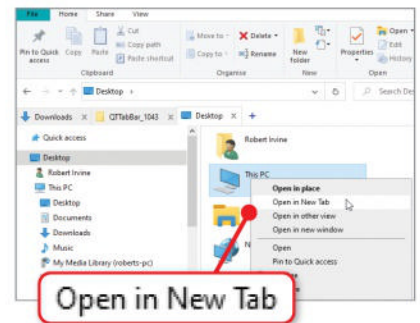 File Home Share View
Pin to Quick access
Copy
Paste
Cut
Copy path
Paste shortcut
Move to
Copy to
Delete
Rename
New folder
Properties
Open
Edit
History
Clipboard Organise New Open
Desktop
Search De
Downloads QTTabBar_1043 Desktop
Quick access
Desktop
Robert Irvine
This PC
Desktop
Documents
Downloads
Music
My Media Library (roberts-pc)
Robert Irvine
This PC
N
Open in place
Open in New Tab
Open in other view
Open in new window
Open
Pin to Quick access
Open in New Tab